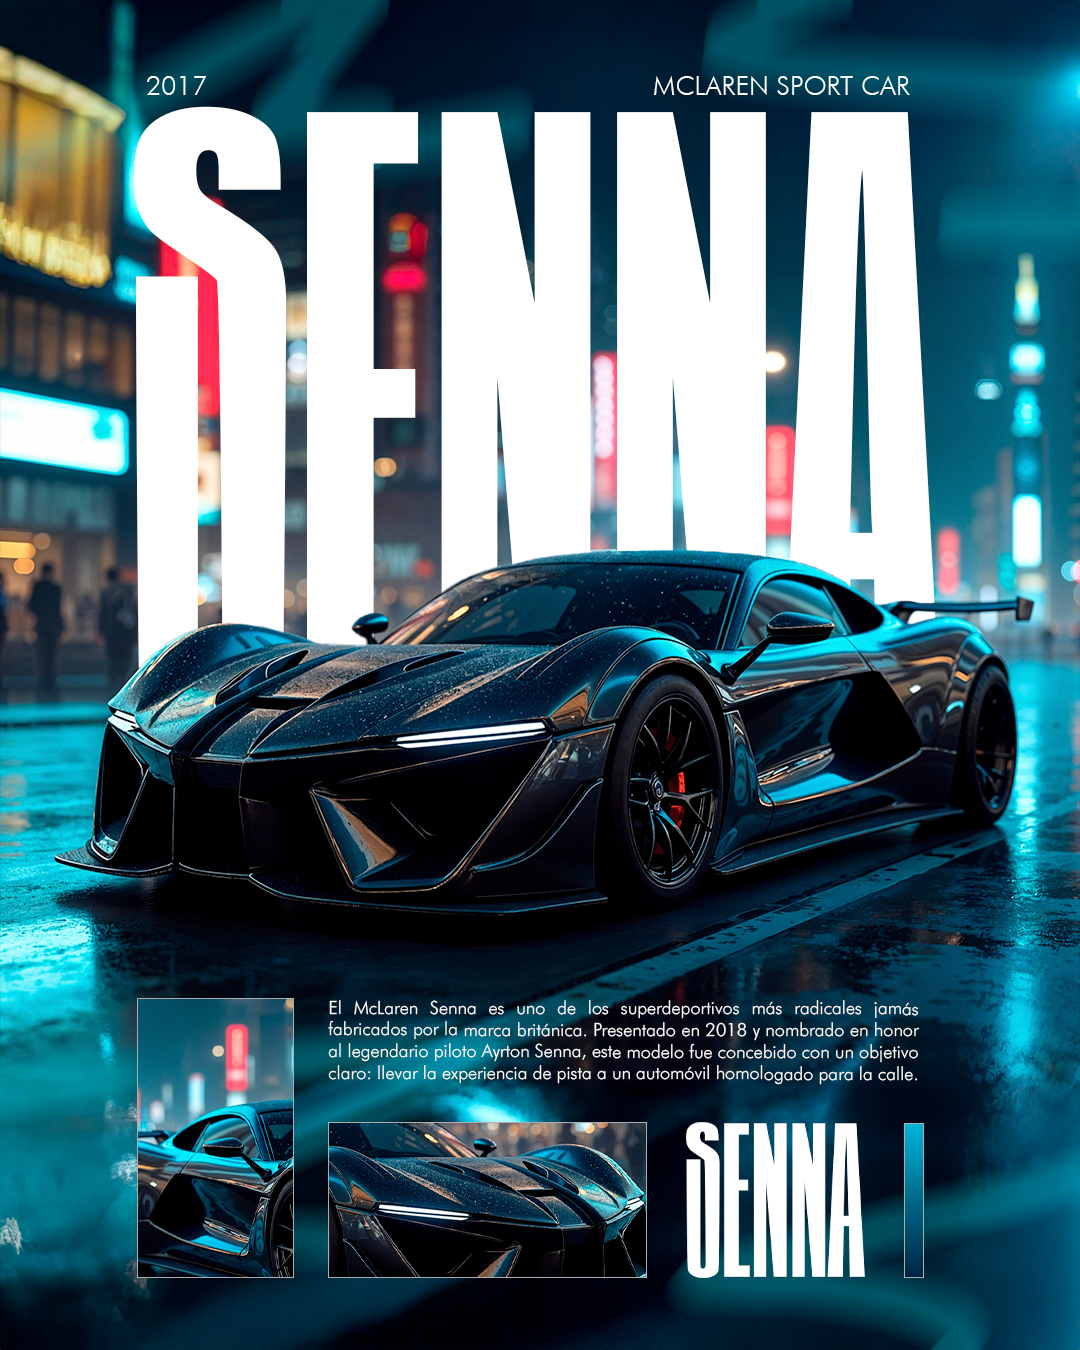 2017
MCLAREN SPORT CAR
SENNA
El McLaren Senna es uno de los superdeportivos más radicales jamás
fabricados por la marca británica. Presentado en 2018 y nombrado en honor
al legendario piloto Ayrton Senna, este modelo fue concebido con un objetivo
claro: llevar la experiencia de pista a un automóvil homologado para la calle.
SENNA